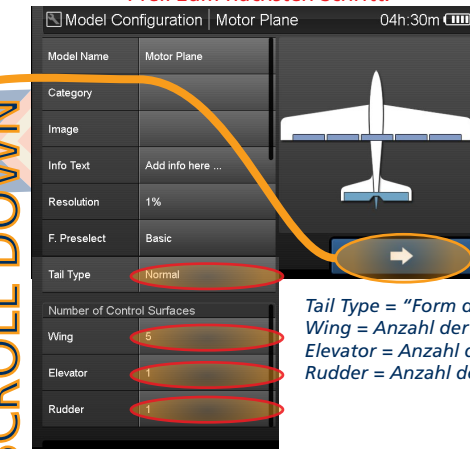 Model Configuration | Motor Plane 04h:30m
Model Name Motor Plane
Category
Image
Info Text Add info here ...
Resolution 1%
F. Preselect Basic
Tail Type Normal
Number of Control Surfaces
Wing 5
Elevator 1
Rudder 1
SCROLL DOWN
Tail Type = "Form d
Wing = Anzahl der
Elevator = Anzahl d
Rudder = Anzahl de